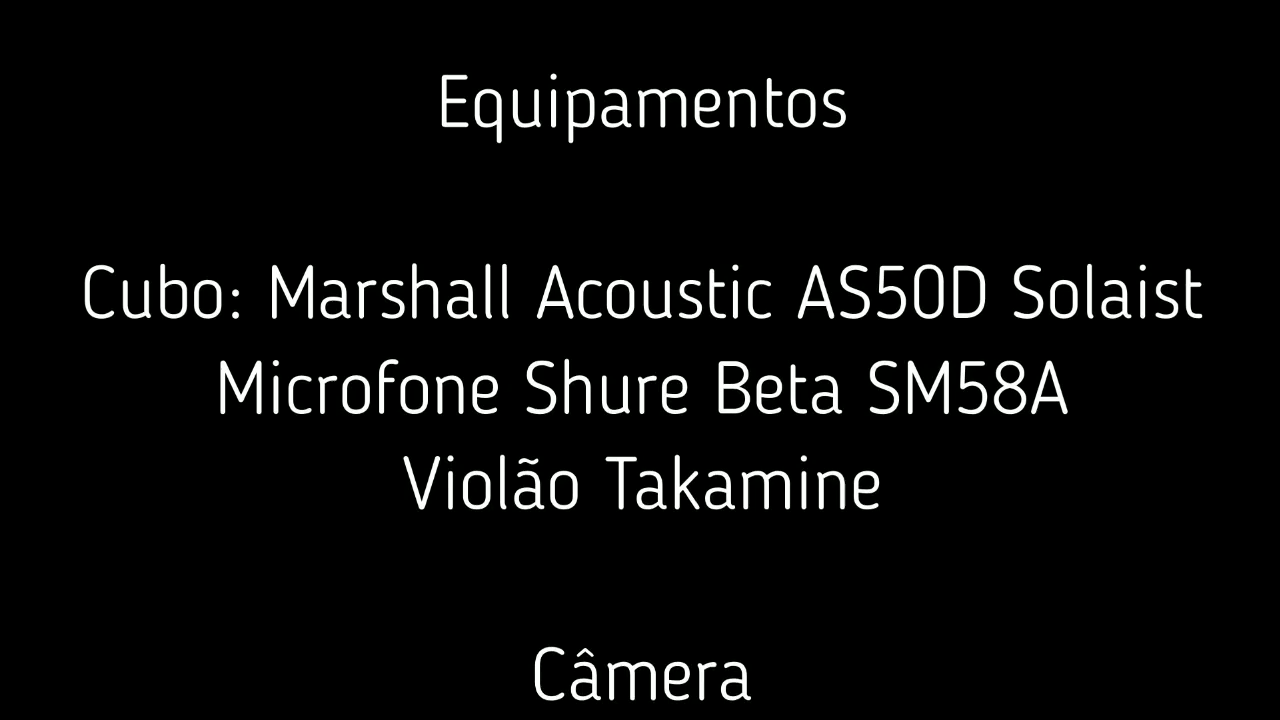 Equipamentos
Cubo: Marshall Acoustic AS50D Solaist
Microfone Shure Beta SM58A
Violão Takamine
Câmera